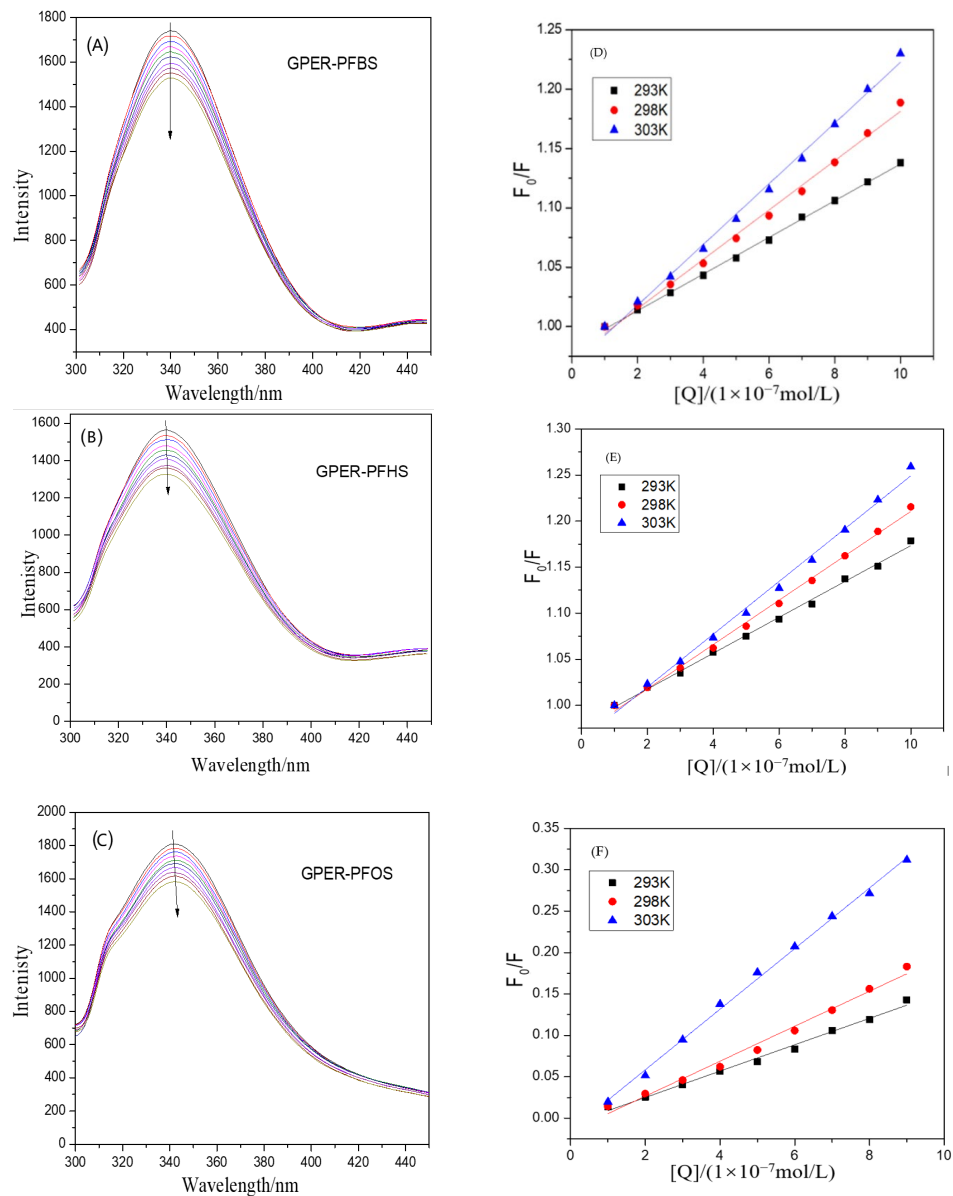 (A)
GPER-PFBS
1800
1600
1400
1200
1000
800
600
400
Intensity
300 320 340 360 380 400 420 440
Wavelength/nm
(D)
293K
298K
303K
1.25
1.20
1.15
1.10
1.05
1.00
F0/F
0 2 4 6 8 10
[Q]/(1×10⁻⁷mol/L)
(B)
GPER-PFHS
1600
1400
1200
1000
800
600
400
200
0
Intenisty
300 320 340 360 380 400 420 440
Wavelength/nm
(E)
293K
298K
303K
1.30
1.25
1.20
1.15
1.10
1.05
1.00
F0/F
0 2 4 6 8 10
[Q]/(1×10⁻⁷mol/L)
(C)
GPER-PFOS
2000
1800
1600
1400
1200
1000
800
600
400
200
0
Intenisty
300 320 340 360 380 400 420 440
Wavelength/nm
(F)
293K
298K
303K
0.35
0.30
0.25
0.20
0.15
0.10
0.05
0.00
F0/F
0 2 4 6 8 10
[Q]/(1×10⁻⁷mol/L)